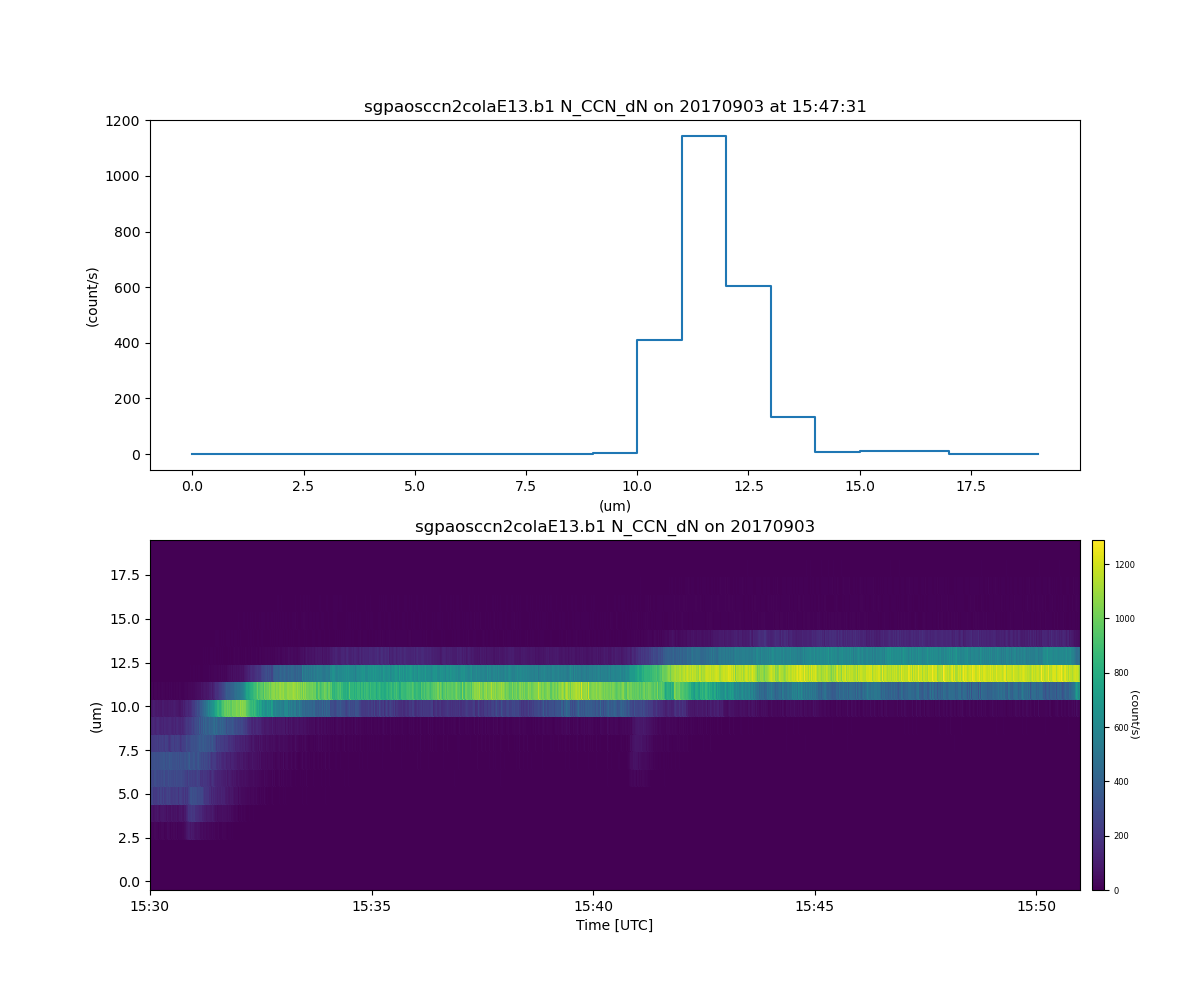 sgpaosccn2colaE13.b1 N_CCN_dN on 20170903 at 15:47:31
1200
1000
800
600
400
200
0
(count/s)
0.0 2.5 5.0 7.5 10.0 12.5 15.0 17.5
(um)
sgpaosccn2colaE13.b1 N_CCN_dN on 20170903
17.5
15.0
12.5
10.0
7.5
5.0
2.5
0.0
(um)
15:30 15:35 15:40 15:45 15:50
Time [UTC]
1200
1000
800
600
400
200
0
(count/s)